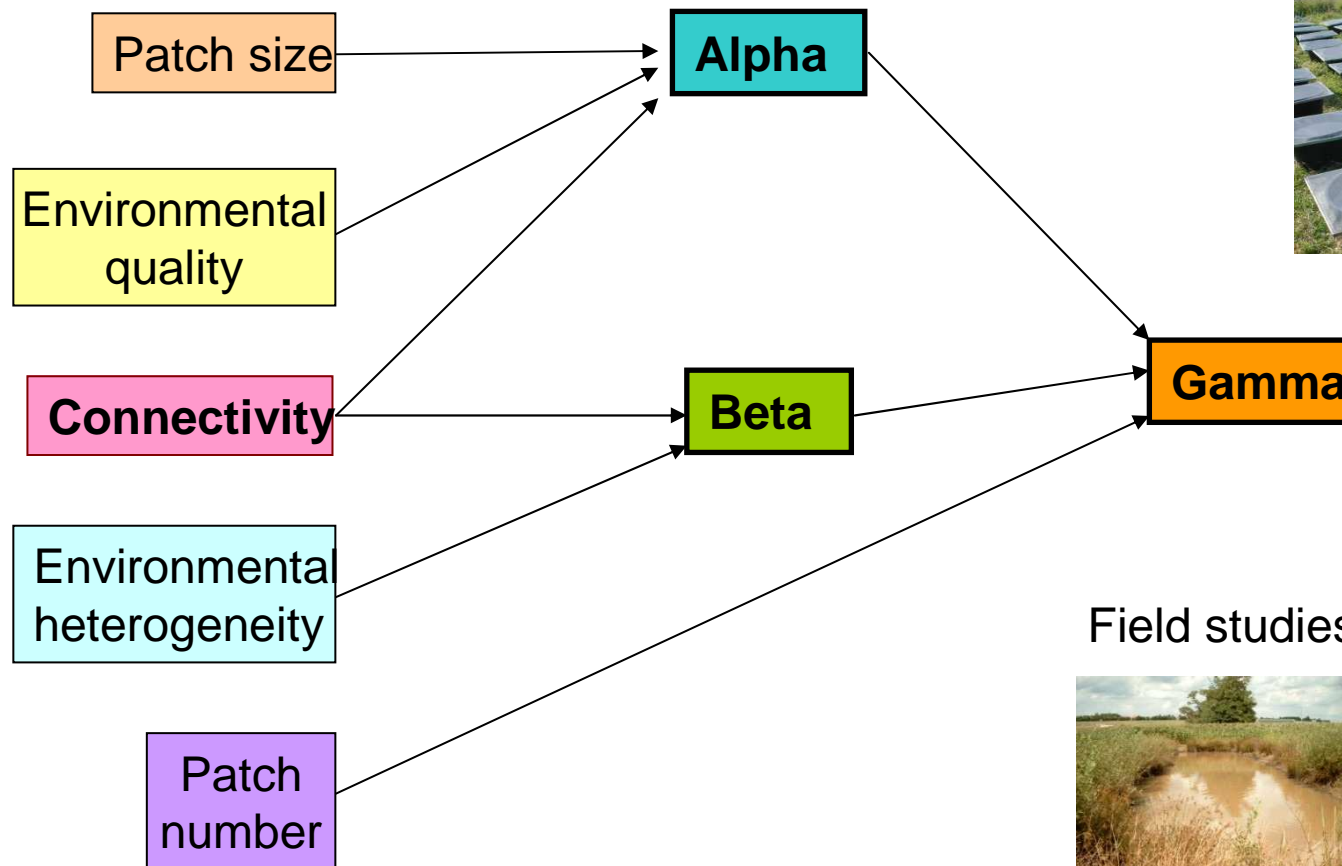 Patch size
Alpha
Environmental
quality
Connectivity
Beta
Gamma
Environmental
heterogeneity
Field studies
Patch
number